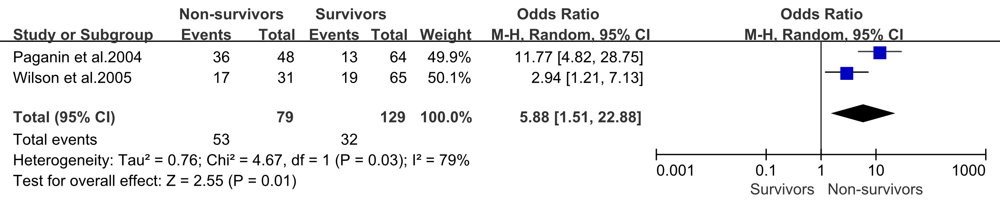 Non-survivors Survivors Odds Ratio Odds Ratio
Study or Subgroup Events Total Events Total Weight M-H, Random, 95% CI M-H, Random, 95% CI
Paganin et al.2004 36 48 13 64 49.9% 11.77 [4.82, 28.75]
Wilson et al.2005 17 31 19 65 50.1% 2.94 [1.21, 7.13]
Total (95% CI) 79 129 100.0% 5.88 [1.51, 22.88]
Total events 53 32
Heterogeneity: Tau² = 0.76; Chi² = 4.67, df = 1 (P = 0.03); I² = 79%
Test for overall effect: Z = 2.55 (P = 0.01)
0.001 0.1 1 10 1000
Survivors Non-survivors